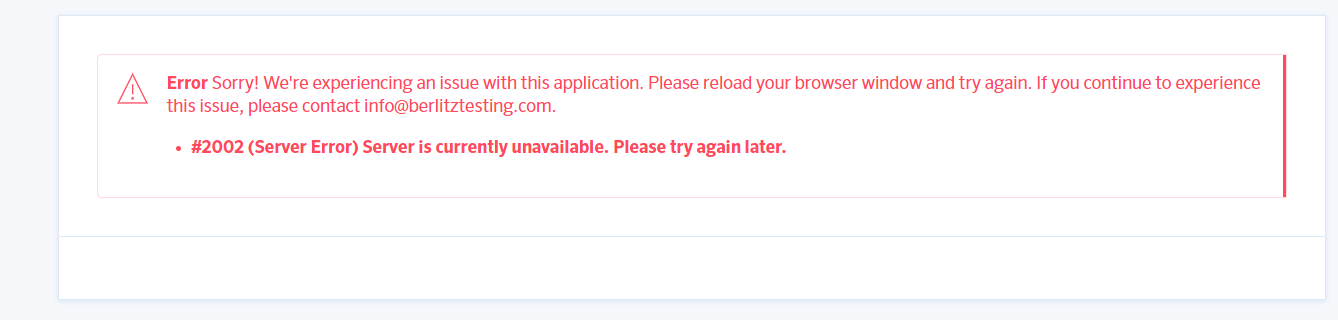 Error Sorry! We're experiencing an issue with this application. Please reload your browser window and try again. If you continue to experience
this issue, please contact info@berlitztesting.com.
• #2002 (Server Error) Server is currently unavailable. Please try again later.